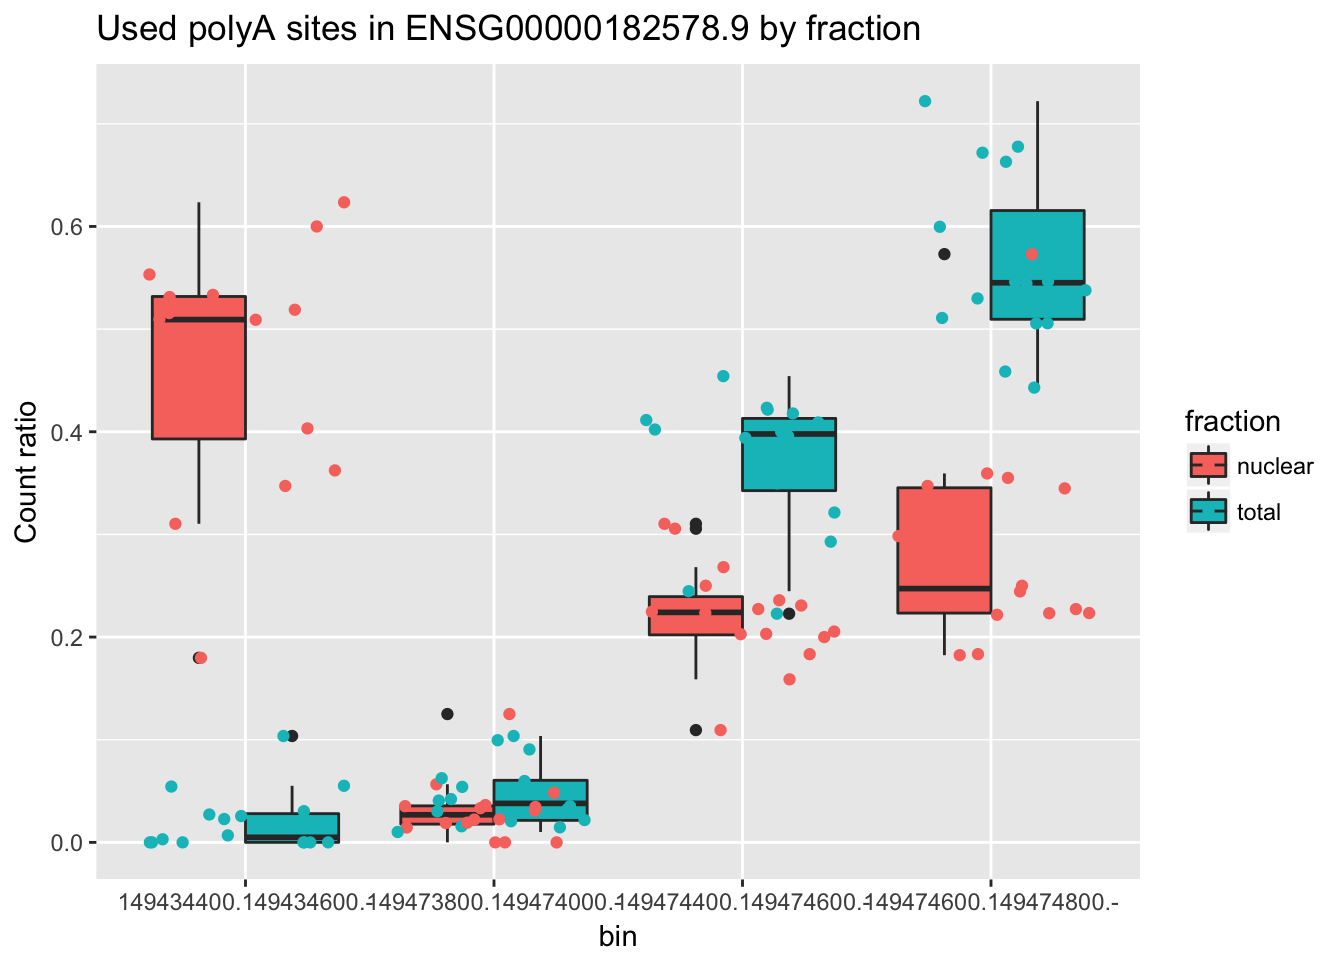 Used polyA sites in ENSG00000182578.9 by fraction
Count ratio
0.6
0.4
0.2
0.0
149434400.149434600.- 149473800.149474000.- 149474400.149474600.- 149474600.149474800.-
bin
fraction
nuclear
total